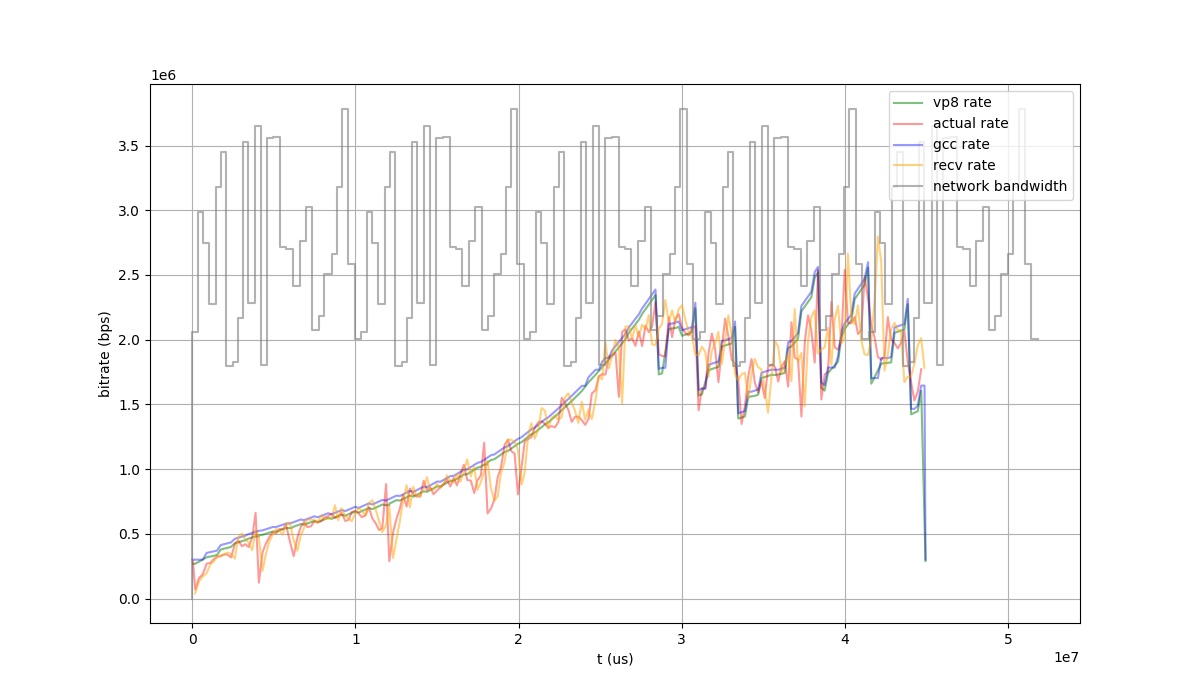 1e6
vp8 rate
actual rate
gcc rate
recv rate
network bandwidth
3.5
3.0
2.5
2.0
1.5
1.0
0.5
0.0
bitrate (bps)
0 1 2 3 4 5
t (us)
1e7